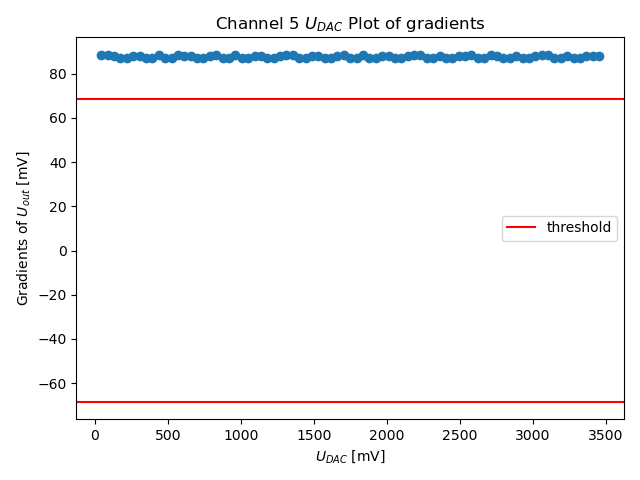 Channel 5 U_DAC Plot of gradients
Gradients of U_out [mV]
80
60
40
20
0
−20
−40
−60
threshold
0 500 1000 1500 2000 2500 3000 3500
U_DAC [mV]